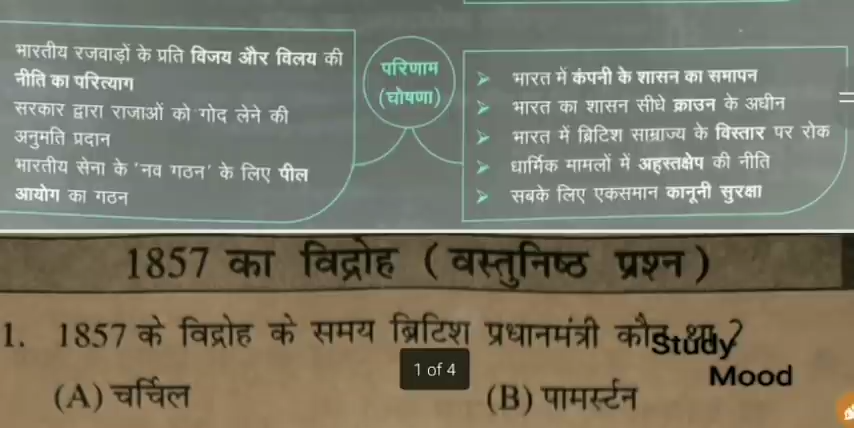 भारतीय रजवाड़ों के प्रति विजय और विलय की
नीति का परित्याग
सरकार द्वारा राजाओं को गोद लेने की
अनुमति प्रदान
भारतीय सेना के 'नव गठन' के लिए पील
आयोग का गठन
परिणाम
(घोषणा)
भारत में कंपनी के शासन का समापन
भारत का शासन सीधे क्राउन के अधीन
भारत में ब्रिटिश साम्राज्य के विस्तार पर रोक
धार्मिक मामलों में अहस्तक्षेप की नीति
सबके लिए एकसमान कानूनी सुरक्षा
1857 का विद्रोह (वस्तुनिष्ठ प्रश्न)
1. 1857 के विद्रोह के समय ब्रिटिश प्रधानमंत्री कौन था?
Study
Mood
1 of 4
(A) चर्चिल
(B) पामर्स्टन